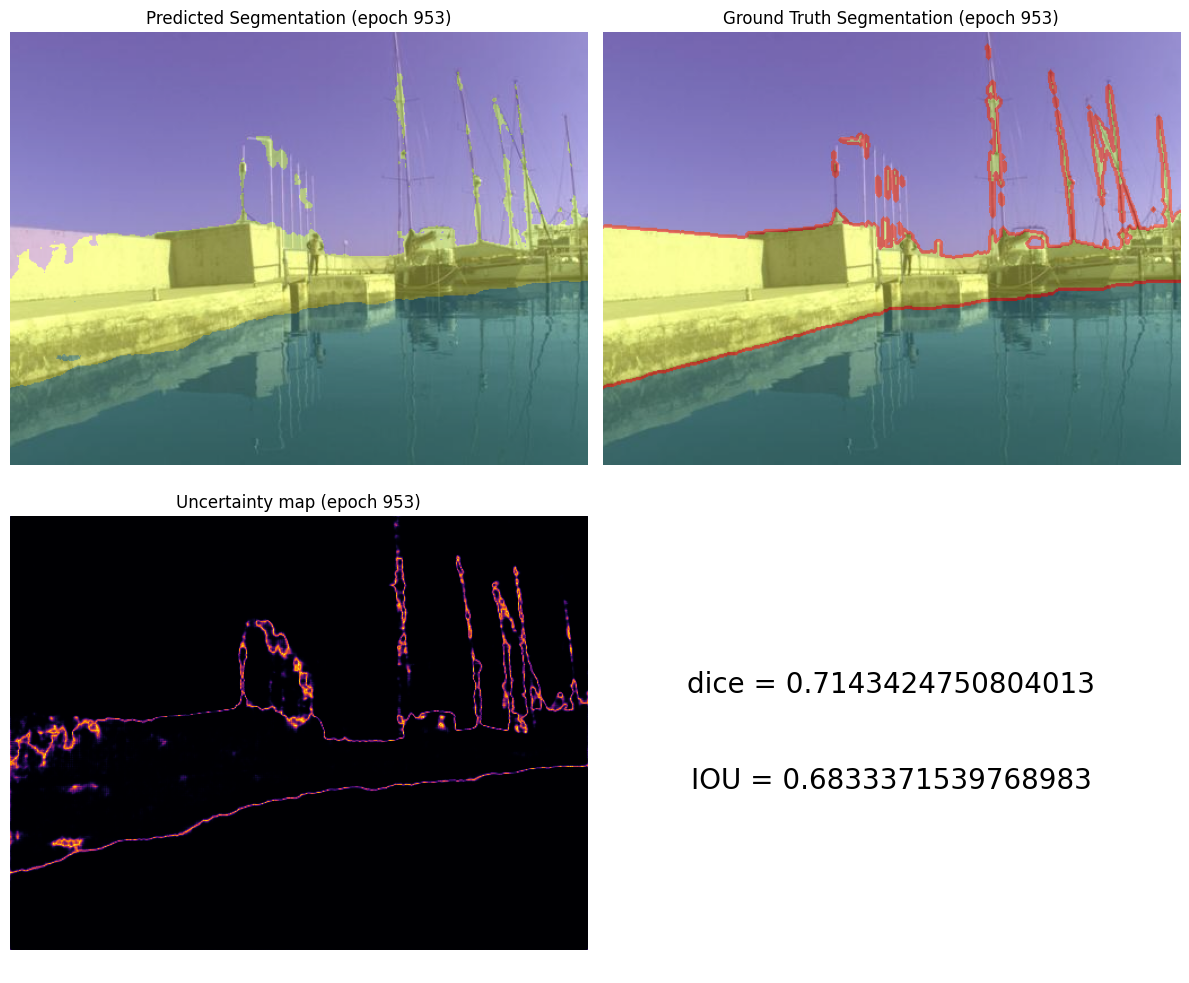 Predicted Segmentation (epoch 953)
Ground Truth Segmentation (epoch 953)
Uncertainty map (epoch 953)
dice = 0.7143424750804013
IOU = 0.6833371539768983